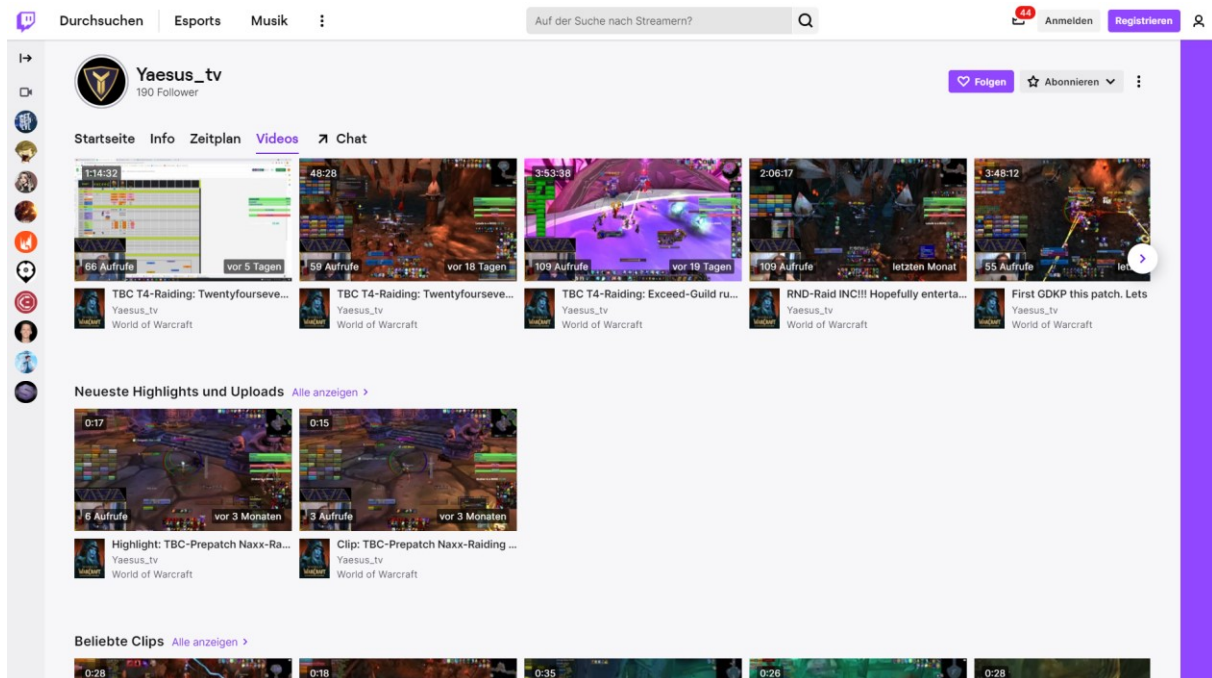 Durchsuchen
Esports
Musik
Auf der Suche nach Streamern?
44
Anmelden
Registrieren
Yaesus_tv
190 Follower
Folgen
Abonnieren
Startseite
Info
Zeitplan
Videos
Chat
1:14:32
66 Aufrufe
vor 5 Tagen
TBC T4-Raiding: Twentyfourseve...
Yaesus_tv
World of Warcraft
48:28
59 Aufrufe
vor 18 Tagen
TBC T4-Raiding: Twentyfourseve...
Yaesus_tv
World of Warcraft
3:53:38
109 Aufrufe
vor 19 Tagen
TBC T4-Raiding: Exceed-Guild ru...
Yaesus_tv
World of Warcraft
2:06:17
109 Aufrufe
letzten Monat
RND-Raid INC!!! Hopefully enterta...
Yaesus_tv
World of Warcraft
3:48:12
55 Aufrufe
First GDKP this patch. Lets
Yaesus_tv
World of Warcraft
Neueste Highlights und Uploads
Alle anzeigen
0:17
6 Aufrufe
vor 3 Monaten
Highlight: TBC-Prepatch Naxx-Ra...
Yaesus_tv
World of Warcraft
0:15
3 Aufrufe
vor 3 Monaten
Clip: TBC-Prepatch Naxx-Raiding ...
Yaesus_tv
World of Warcraft
Beliebte Clips
Alle anzeigen
0:28
0:18
0:35
0:26
0:28